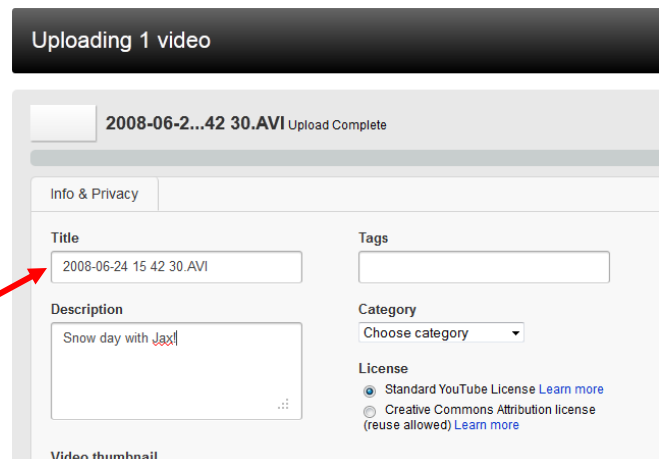 Uploading 1 video
2008-06-2...42 30.AVI Upload Complete
Info & Privacy
Title
2008-06-24 15 42 30.AVI
Description
Snow day with Jax!
Tags
Category
Choose category
License
Standard YouTube License Learn more
Creative Commons Attribution license
(reuse allowed) Learn more
Video thumbnail